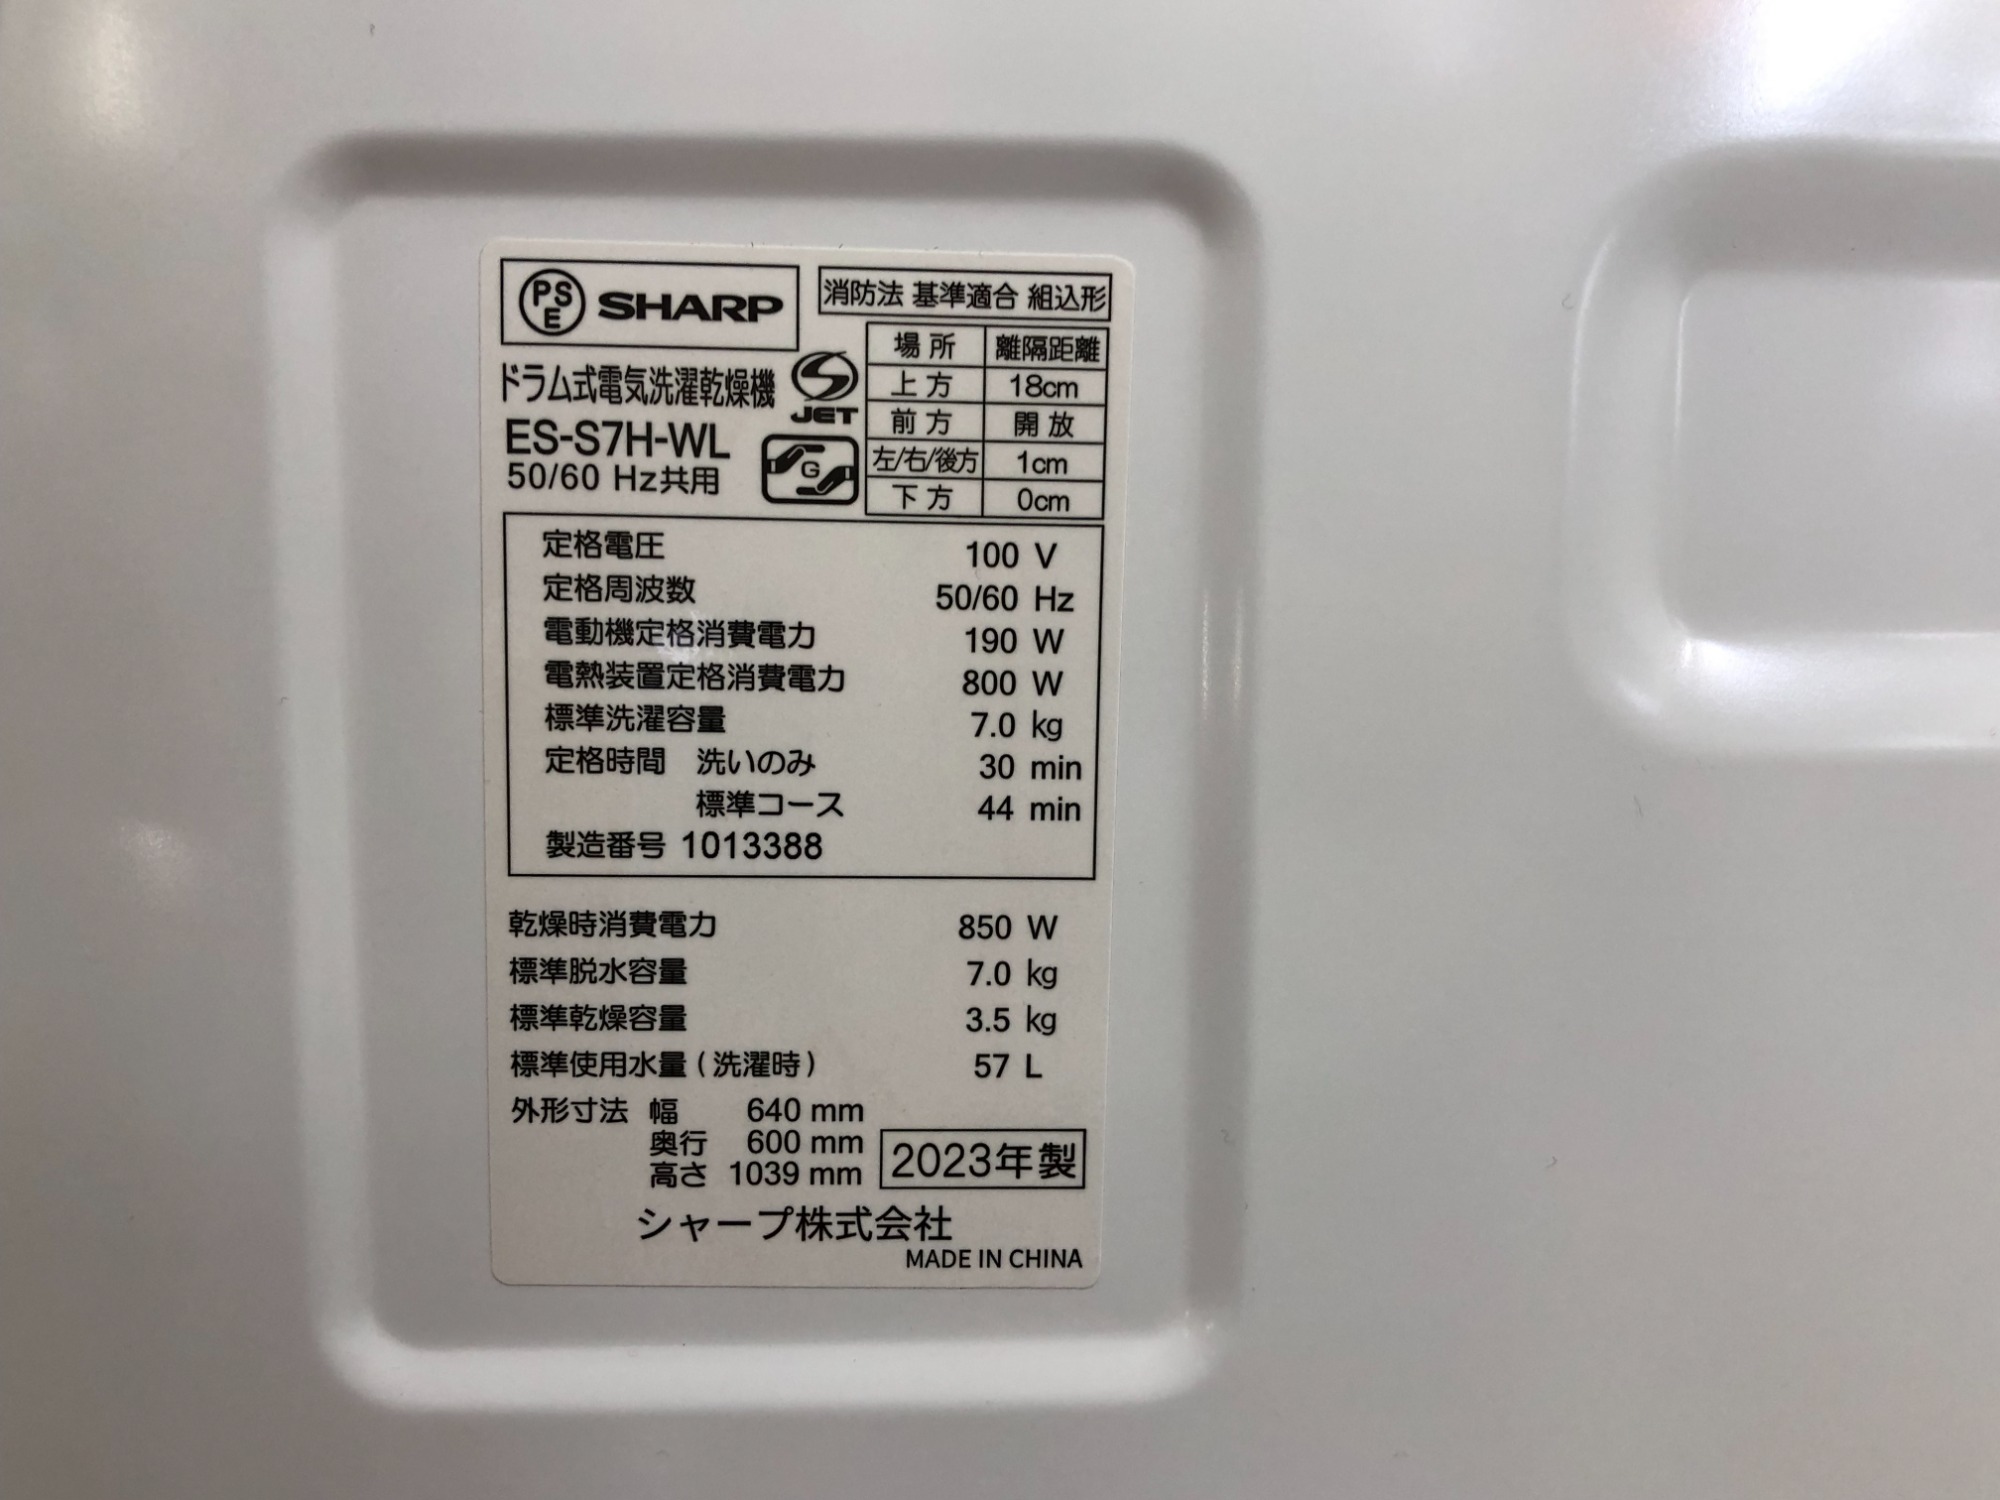 PSE SHARP
消防法 基準適合 組込形
ドラム式電気洗濯乾燥機
JET
ES-S7H-WL
50/60 Hz共用
G
場所 離隔距離
上方 18cm
前方 開放
左/右/後方 1cm
下方 0cm
定格電圧 100 V
定格周波数 50/60 Hz
電動機定格消費電力 190 W
電熱装置定格消費電力 800 W
標準洗濯容量 7.0 kg
定格時間 洗いのみ 30 min
標準コース 44 min
製造番号 1013388
乾燥時消費電力 850 W
標準脱水容量 7.0 kg
標準乾燥容量 3.5 kg
標準使用水量(洗濯時) 57 L
外形寸法 幅 640 mm
奥行 600 mm
高さ 1039 mm
2023年製
シャープ株式会社
MADE IN CHINA